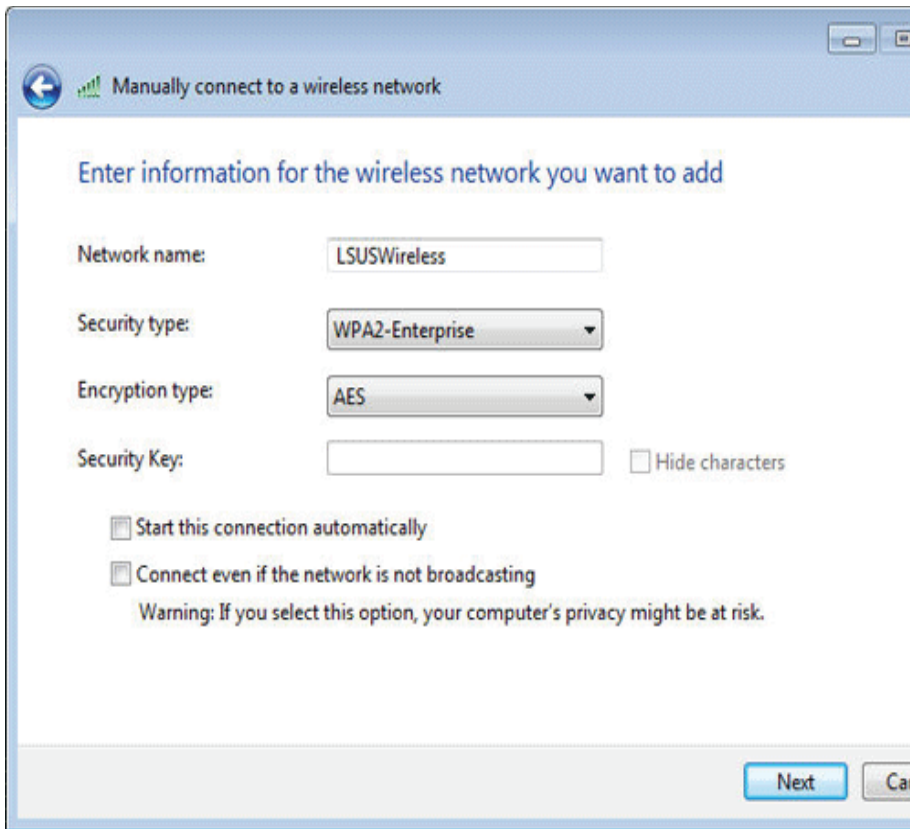 Manually connect to a wireless network
Enter information for the wireless network you want to add
Network name: LSUSWireless
Security type: WPA2-Enterprise
Encryption type: AES
Security Key: Hide characters
Start this connection automatically
Connect even if the network is not broadcasting
Warning: If you select this option, your computer's privacy might be at risk.
Next